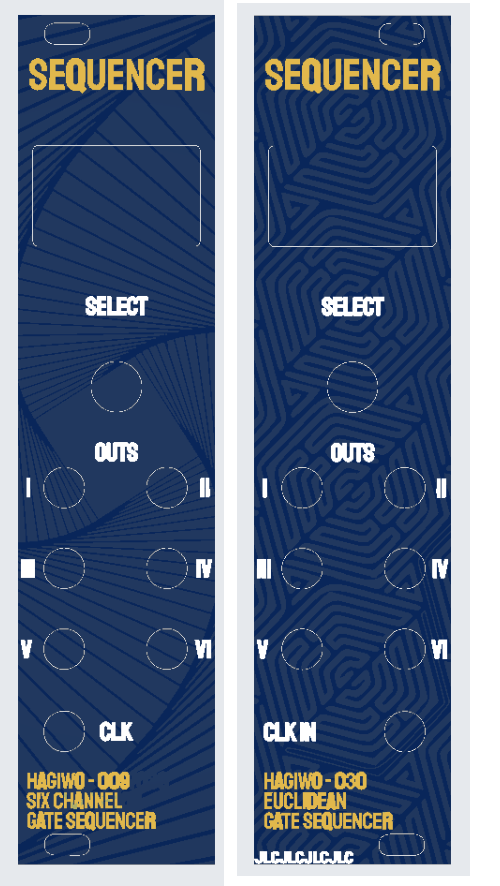 SEQUENCER
SELECT
OUTS
I II
III IV
V VI
CLK
HAGIWO - 009
SIX CHANNEL
GATE SEQUENCER
SEQUENCER
SELECT
OUTS
I II
III IV
V VI
CLK IN
HAGIWO - 030
EUCLIDEAN
GATE SEQUENCER
JLCJLCJLCJLC